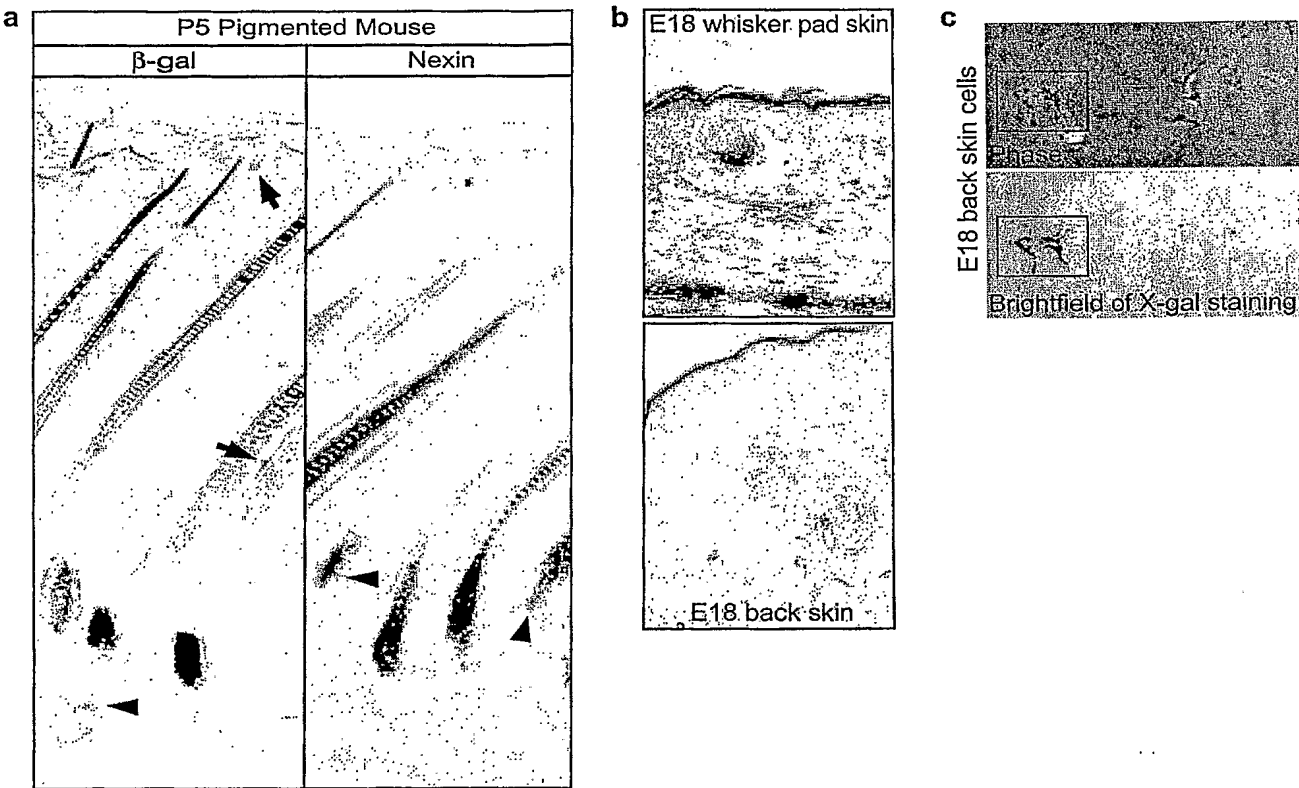 a
P5 Pigmented Mouse
β-gal
Nexin
b
E18 whisker pad skin
E18 back skin
c
E18 back skin cells
Phase
Brightfield of X-gal staining